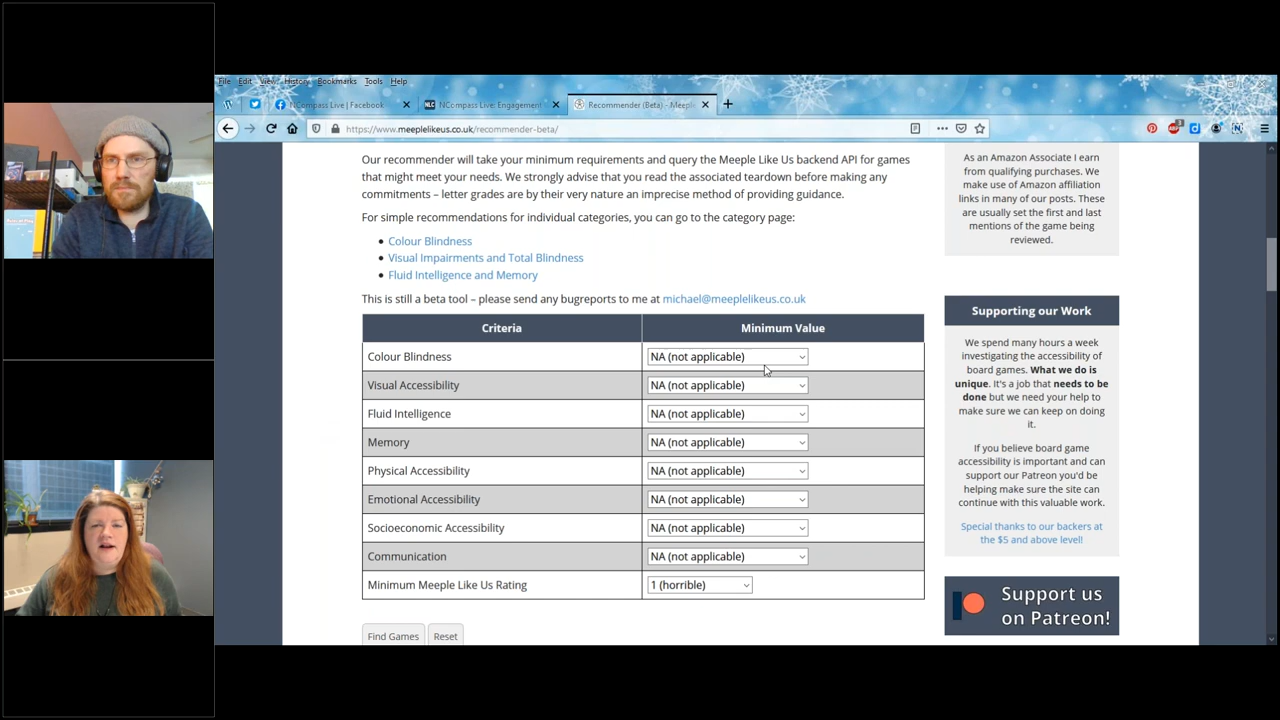 File Edit View History Bookmarks Tools Help
NCompass Live | Facebook
NLC NCompass Live: Engagement
Recommender (Beta) - Meeple
https://www.meeplelikeus.co.uk/recommender-beta/
Our recommender will take your minimum requirements and query the Meeple Like Us backend API for games
that might meet your needs. We strongly advise that you read the associated teardown before making any
commitments – letter grades are by their very nature an imprecise method of providing guidance.
For simple recommendations for individual categories, you can go to the category page:
Colour Blindness
Visual Impairments and Total Blindness
Fluid Intelligence and Memory
This is still a beta tool – please send any bugreports to me at michael@meeplelikeus.co.uk
Criteria Minimum Value
Colour Blindness NA (not applicable)
Visual Accessibility NA (not applicable)
Fluid Intelligence NA (not applicable)
Memory NA (not applicable)
Physical Accessibility NA (not applicable)
Emotional Accessibility NA (not applicable)
Socioeconomic Accessibility NA (not applicable)
Communication NA (not applicable)
Minimum Meeple Like Us Rating 1 (horrible)
Find Games Reset
As an Amazon Associate I earn
from qualifying purchases. We
make use of Amazon affiliation
links in many of our posts. These
are usually set the first and last
mentions of the game being
reviewed.
Supporting our Work
We spend many hours a week
investigating the accessibility of
board games. What we do is
unique. It's a job that needs to be
done but we need your help to
make sure we can keep on doing
it.
If you believe board game
accessibility is important and can
support our Patreon you'd be
helping make sure the site can
continue with this valuable work.
Special thanks to our backers at
the $5 and above level!
Support us
on Patreon!